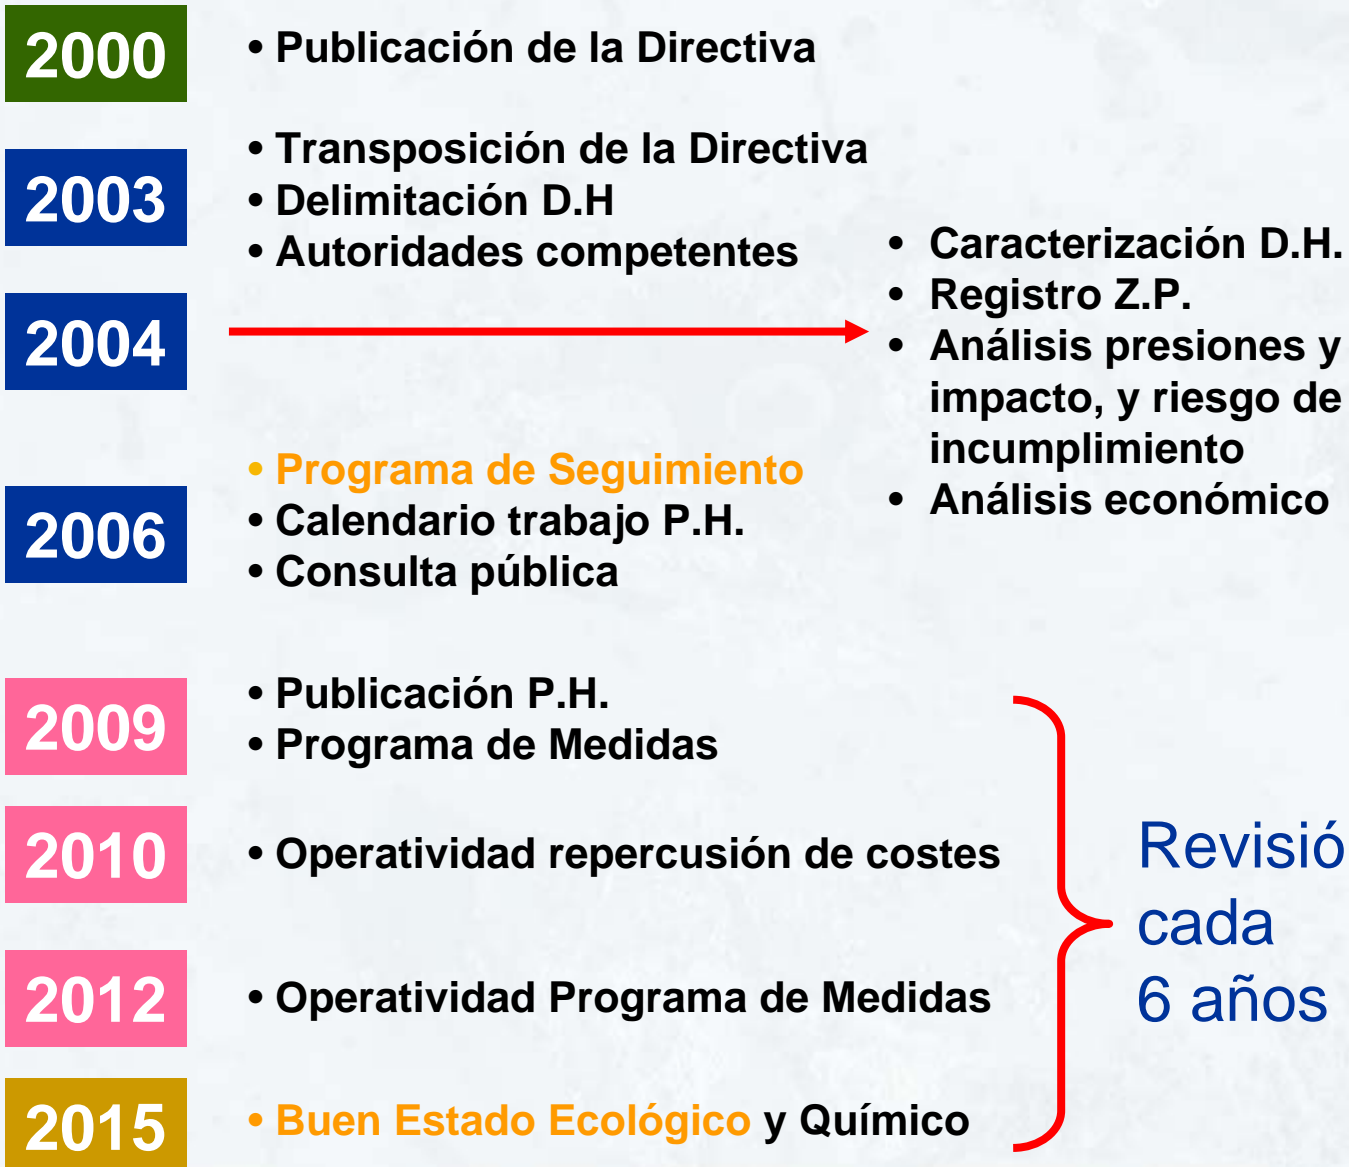 2000
• Publicación de la Directiva
2003
• Transposición de la Directiva
• Delimitación D.H
• Autoridades competentes
2004
• Caracterización D.H.
• Registro Z.P.
• Análisis presiones y
impacto, y riesgo de
incumplimiento
• Análisis económico
2006
• Programa de Seguimiento
• Calendario trabajo P.H.
• Consulta pública
2009
• Publicación P.H.
• Programa de Medidas
2010
• Operatividad repercusión de costes
2012
• Operatividad Programa de Medidas
2015
• Buen Estado Ecológico y Químico
Revisió
cada
6 años